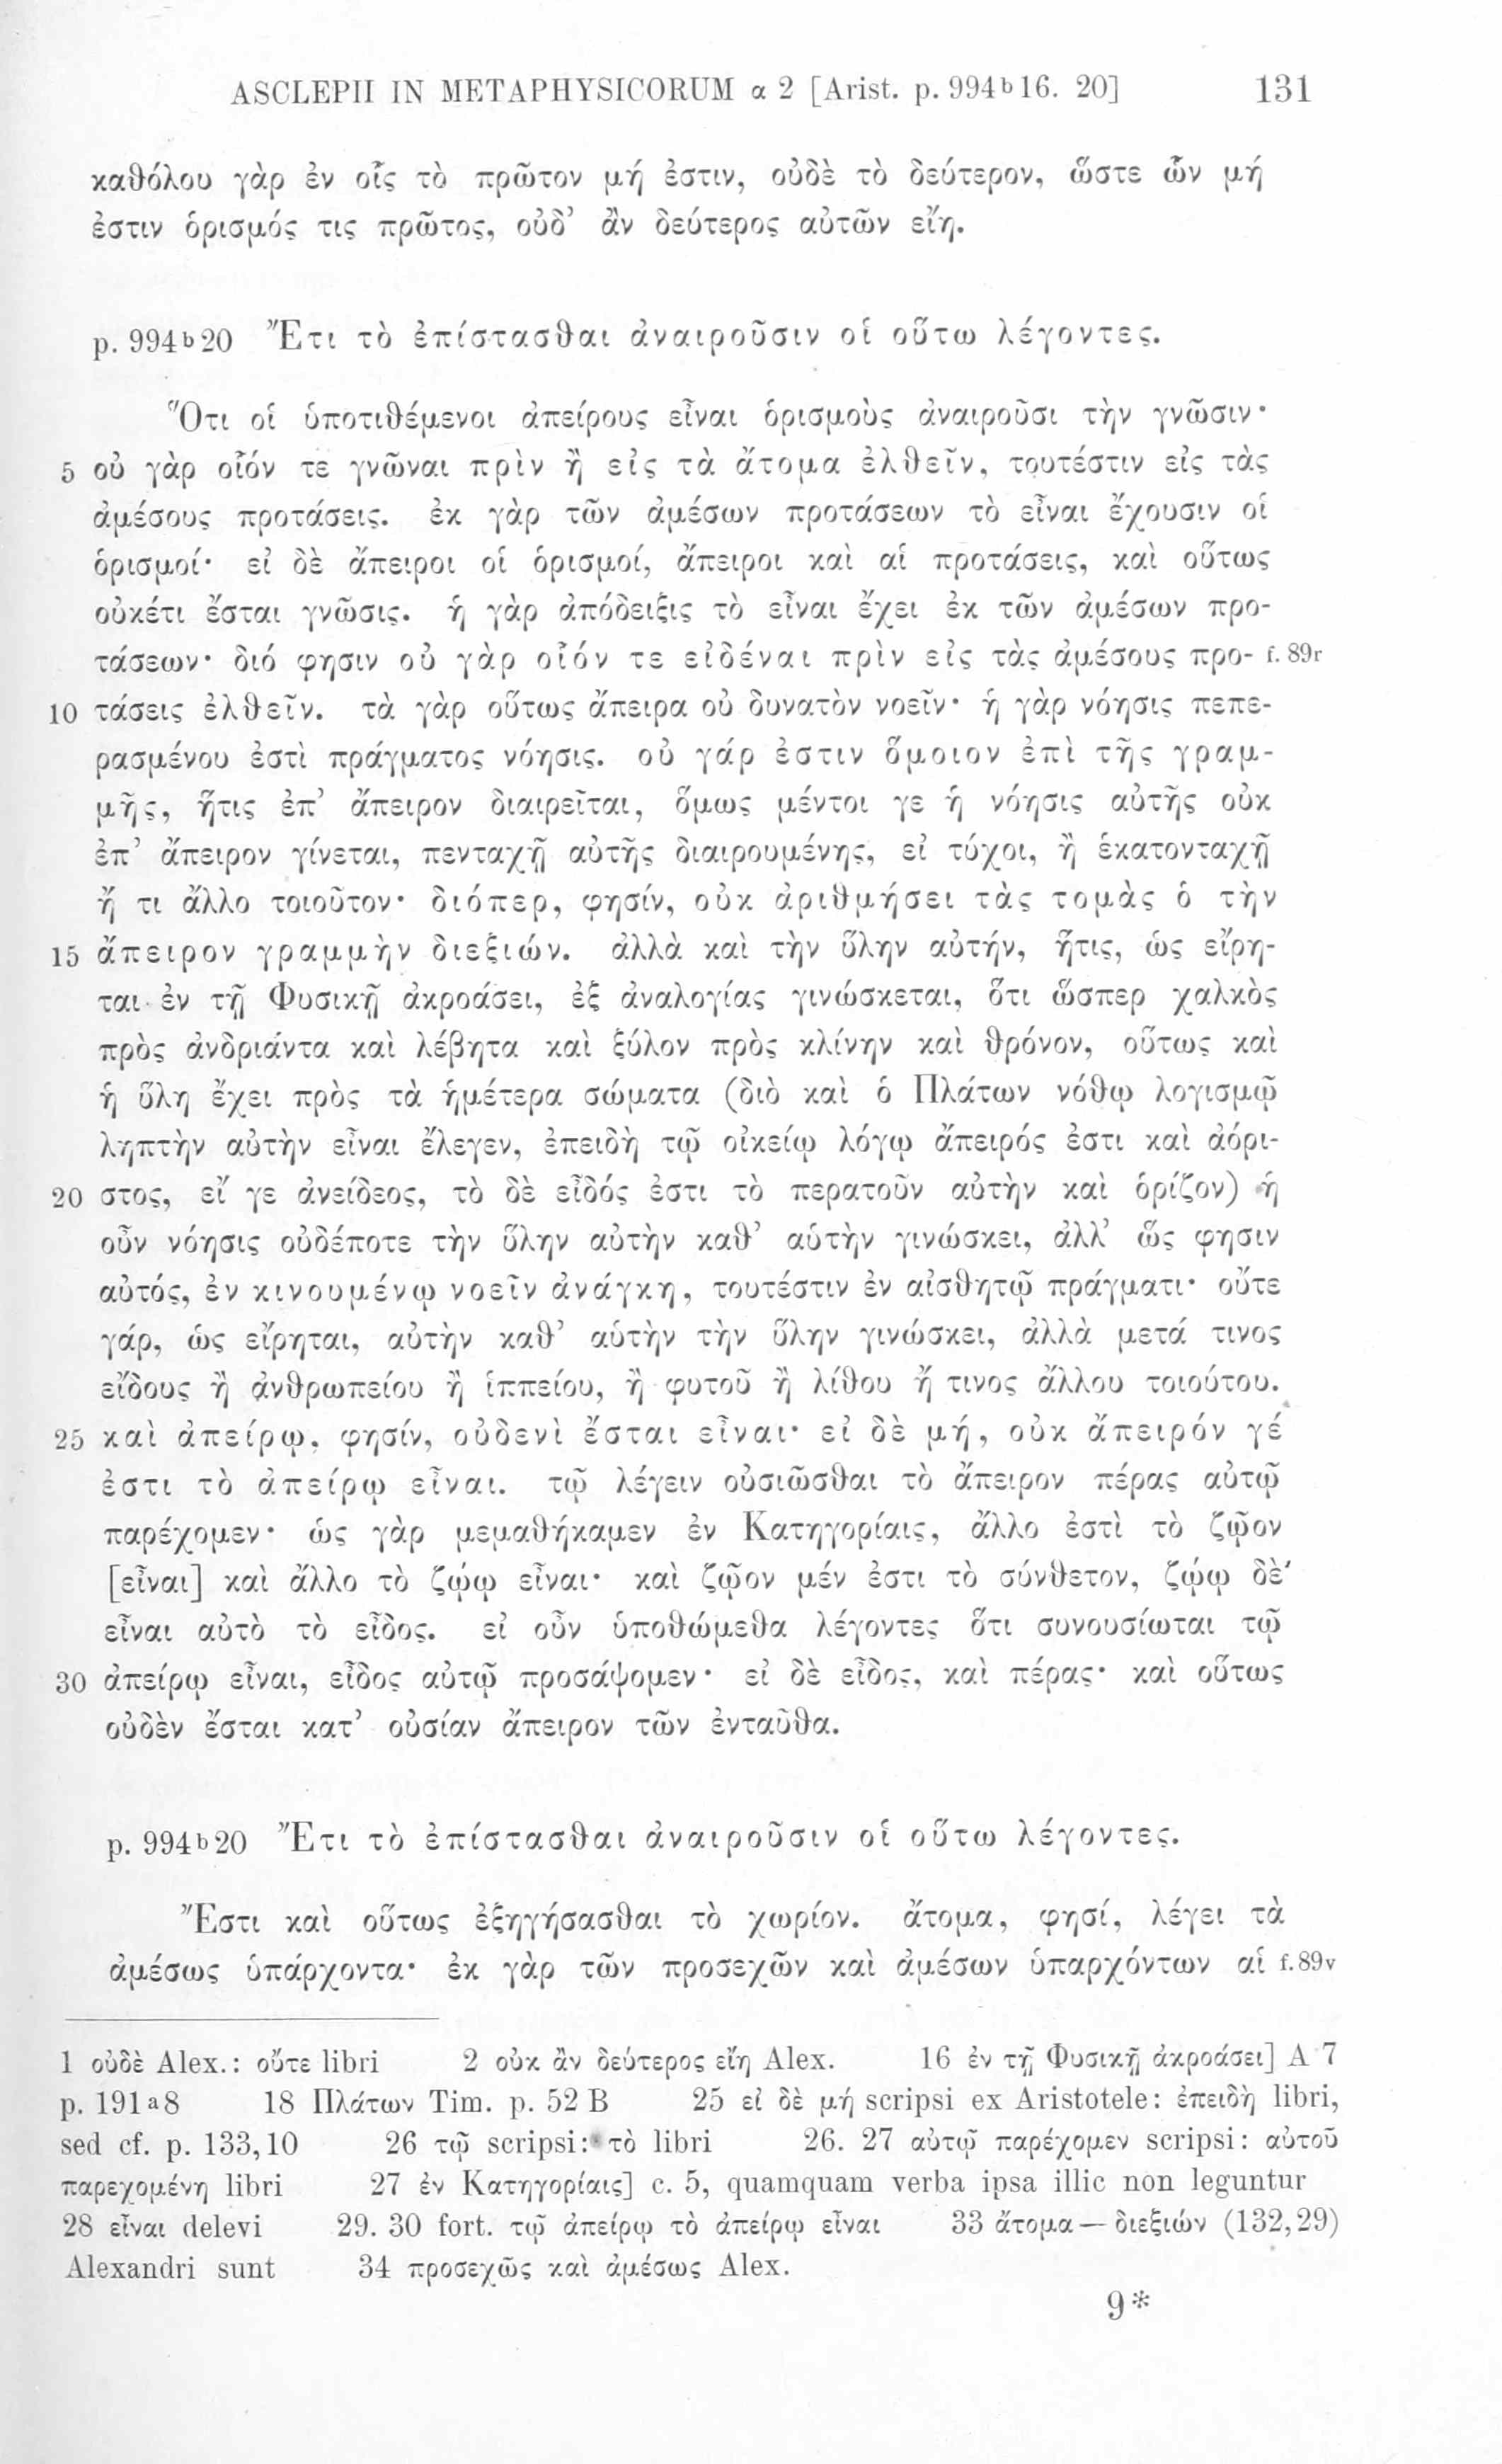 ASCLEPII IN METAPHYSICORUM α 2 [Arist. p. 994ᵇ16. 20] 131
καθόλου γὰρ ἐν οἷς τὸ πρῶτον μή ἐστιν, οὐδὲ τὸ δεύτερον, ὥστε ὧν μή
ἐστιν ὁρισμός τις πρῶτος, οὐδ’ ἂν δεύτερος αὐτῶν εἴη.
p. 994ᵇ20 Ἔτι τὸ ἐπίστασθαι ἀναιροῦσιν οἱ οὕτω λέγοντες.
Ὅτι οἱ ὑποτιθέμενοι ἀπείρους εἶναι ὁρισμοὺς ἀναιροῦσι τὴν γνῶσιν·
5 οὐ γὰρ οἷόν τε γνῶναι πρὶν ἢ εἰς τὰ ἄτομα ἐλθεῖν, τουτέστιν εἰς τὰς
ἀμέσους προτάσεις. ἐκ γὰρ τῶν ἀμέσων προτάσεων τὸ εἶναι ἔχουσιν οἱ
ὁρισμοί· εἰ δὲ ἄπειροι οἱ ὁρισμοί, ἄπειροι καὶ αἱ προτάσεις, καὶ οὕτως
οὐκέτι ἔσται γνῶσις. ἡ γὰρ ἀπόδειξις τὸ εἶναι ἔχει ἐκ τῶν ἀμέσων προ-
τάσεων· διό φησιν οὐ γὰρ οἷόν τε εἰδέναι πρὶν εἰς τὰς ἀμέσους προ- f. 89r
10 τάσεις ἐλθεῖν. τὰ γὰρ οὕτως ἄπειρα οὐ δυνατὸν νοεῖν· ἡ γὰρ νόησις πεπε-
ρασμένου ἐστὶ πράγματος νόησις. οὐ γάρ ἐστιν ὅμοιον ἐπὶ τῆς γραμ-
μῆς, ἥτις ἐπ’ ἄπειρον διαιρεῖται, ὅμως μέντοι γε ἡ νόησις αὐτῆς οὐκ
ἐπ’ ἄπειρον γίνεται, πενταχῇ αὐτῆς διαιρουμένης, εἰ τύχοι, ἢ ἑκατονταχῇ
ἤ τι ἄλλο τοιοῦτον· διόπερ, φησίν, οὐκ ἀριθμήσει τὰς τομὰς ὁ τὴν
15 ἄπειρον γραμμὴν διεξιών. ἀλλὰ καὶ τὴν ὕλην αὐτήν, ἥτις, ὡς εἴρη-
ται ἐν τῇ Φυσικῇ ἀκροάσει, ἐξ ἀναλογίας γινώσκεται, ὅτι ὥσπερ χαλκὸς
πρὸς ἀνδριάντα καὶ λέβητα καὶ ξύλον πρὸς κλίνην καὶ θρόνον, οὕτως καὶ
ἡ ὕλη ἔχει πρὸς τὰ ἡμέτερα σώματα (διὸ καὶ ὁ Πλάτων νόθῳ λογισμῷ
ληπτὴν αὐτὴν εἶναι ἔλεγεν, ἐπειδὴ τῷ οἰκείῳ λόγῳ ἄπειρός ἐστι καὶ ἀόρι-
20 στος, εἴ γε ἀνείδεος, τὸ δὲ εἶδός ἐστι τὸ περατοῦν αὐτὴν καὶ ὁρίζον) ἡ
οὖν νόησις οὐδέποτε τὴν ὕλην αὐτὴν καθ’ αὑτὴν γινώσκει, ἀλλ’ ὥς φησιν
αὐτός, ἐν κινουμένῳ νοεῖν ἀνάγκη, τουτέστιν ἐν αἰσθητῷ πράγματι· οὔτε
γάρ, ὡς εἴρηται, αὐτὴν καθ’ αὑτὴν τὴν ὕλην γινώσκει, ἀλλὰ μετά τινος
εἴδους ἢ ἀνθρωπείου ἢ ἱππείου, ἢ φυτοῦ ἢ λίθου ἤ τινος ἄλλου τοιούτου.
25 καὶ ἀπείρῳ, φησίν, οὐδενὶ ἔσται εἶναι· εἰ δὲ μή, οὐκ ἄπειρόν γέ
ἐστι τὸ ἀπείρῳ εἶναι. τῷ λέγειν οὐσιῶσθαι τὸ ἄπειρον πέρας αὐτῷ
παρέχομεν· ὡς γὰρ μεμαθήκαμεν ἐν Κατηγορίαις, ἄλλο ἐστὶ τὸ ζῷον
[εἶναι] καὶ ἄλλο τὸ ζῴῳ εἶναι· καὶ ζῷον μέν ἐστι τὸ σύνθετον, ζῴῳ δὲ
εἶναι αὐτὸ τὸ εἶδος. εἰ οὖν ὑποθώμεθα λέγοντες ὅτι συνουσίωται τῷ
30 ἀπείρῳ εἶναι, εἶδος αὐτῷ προσάψομεν· εἰ δὲ εἶδος, καὶ πέρας· καὶ οὕτως
οὐδὲν ἔσται κατ’ οὐσίαν ἄπειρον τῶν ἐνταῦθα.
p. 994ᵇ20 Ἔτι τὸ ἐπίστασθαι ἀναιροῦσιν οἱ οὕτω λέγοντες.
Ἔστι καὶ οὕτως ἐξηγήσασθαι τὸ χωρίον. ἄτομα, φησί, λέγει τὰ
ἀμέσως ὑπάρχοντα· ἐκ γὰρ τῶν προσεχῶν καὶ ἀμέσων ὑπαρχόντων αἱ f. 89v
1 οὐδὲ Alex.: οὔτε libri 2 οὐκ ἂν δεύτερος εἴη Alex. 16 ἐν τῇ Φυσικῇ ἀκροάσει] A 7
p. 191ᵃ8 18 Πλάτων Tim. p. 52 B 25 εἰ δὲ μή scripsi ex Aristotele: ἐπειδὴ libri,
sed cf. p. 133,10 26 τῷ scripsi: τὸ libri 26. 27 αὐτῷ παρέχομεν scripsi: αὐτοῦ
παρεχομένη libri 27 ἐν Κατηγορίαις] c. 5, quamquam verba ipsa illic non leguntur
28 εἶναι delevi 29. 30 fort. τῷ ἀπείρῳ τὸ ἀπείρῳ εἶναι 33 ἄτομα — διεξιών (132,29)
Alexandri sunt 34 προσεχῶς καὶ ἀμέσως Alex.
9*